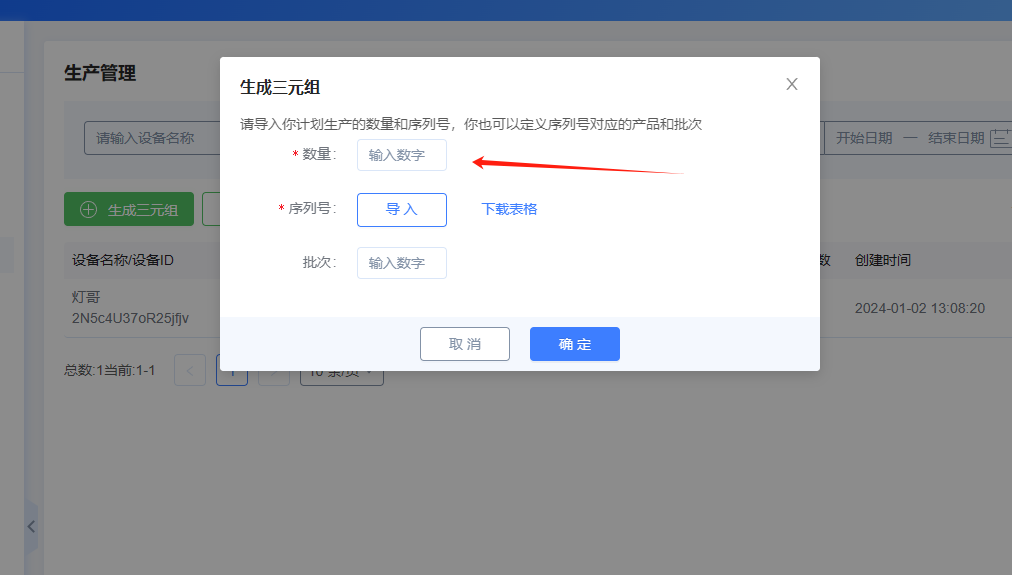 生产管理
生成三元组
X
请导入你计划生产的数量和序列号，你也可以定义序列号对应的产品和批次
请输入设备名称
* 数量：
输入数字
开始日期 — 结束日期
生成三元组
* 序列号：
导 入
下载表格
设备名称/设备ID
批次：
输入数字
数
创建时间
灯哥
2N5c4U37oR25jfjv
2024-01-02 13:08:20
取 消
确 定
总数:1当前:1-1
1
10 条/页